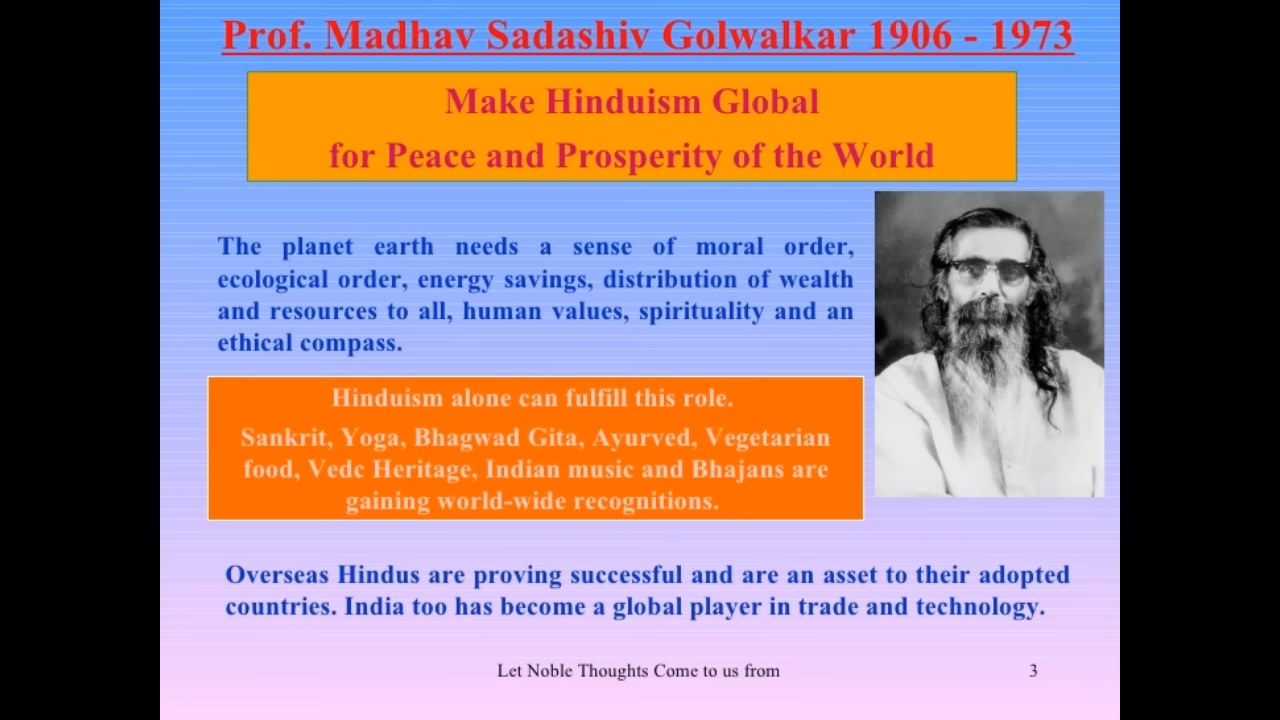 Prof. Madhav Sadashiv Golwalkar 1906 - 1973
Make Hinduism Global
for Peace and Prosperity of the World
The planet earth needs a sense of moral order,
ecological order, energy savings, distribution of wealth
and resources to all, human values, spirituality and an
ethical compass.
Hinduism alone can fulfill this role.
Sankrit, Yoga, Bhagwad Gita, Ayurved, Vegetarian
food, Vedc Heritage, Indian music and Bhajans are
gaining world-wide recognitions.
Overseas Hindus are proving successful and are an asset to their adopted
countries. India too has become a global player in trade and technology.
Let Noble Thoughts Come to us from
3